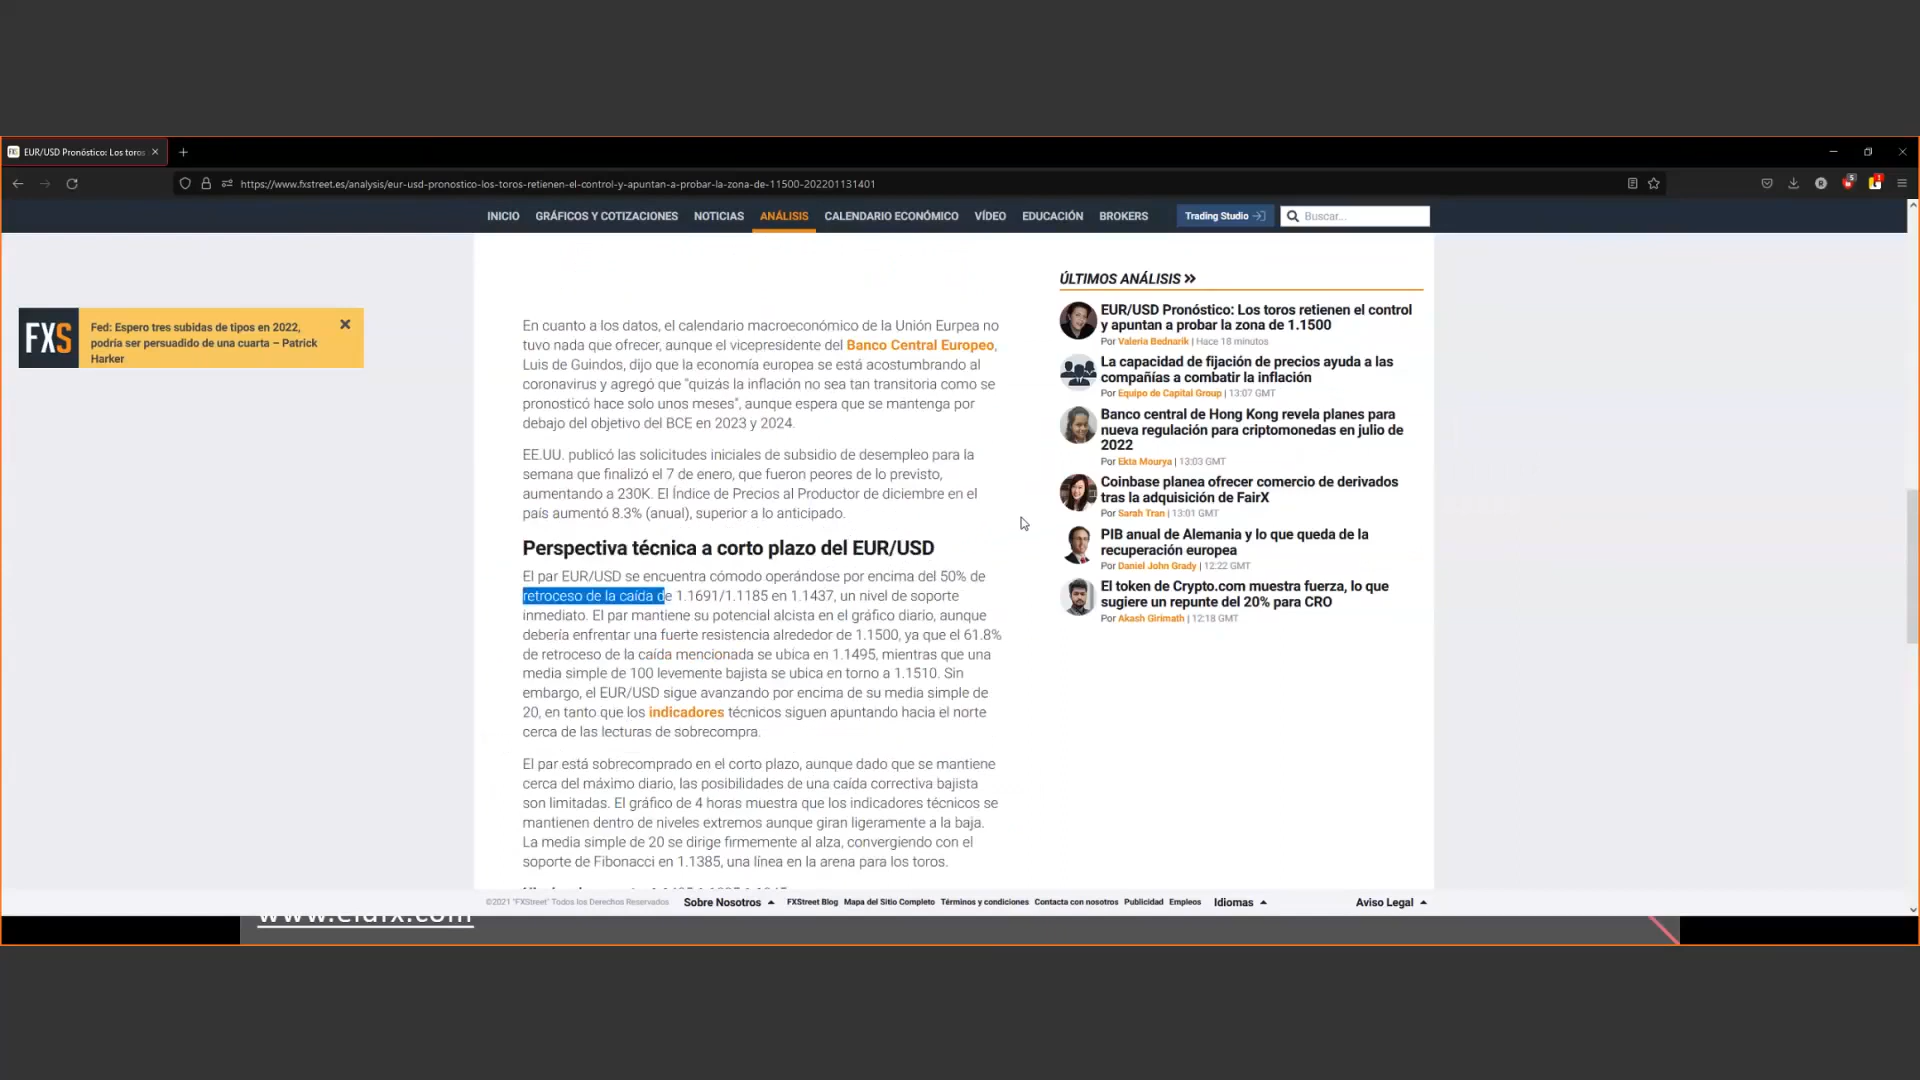 EUR/USD Pronóstico: Los toros
https://www.fxstreet.es/analysis/eur-usd-pronostico-los-toros-retienen-el-control-y-apuntan-a-probar-la-zona-de-11500-202201131401
5
1
INICIO GRÁFICOS Y COTIZACIONES NOTICIAS ANÁLISIS CALENDARIO ECONÓMICO VÍDEO EDUCACIÓN BROKERS Trading Studio Buscar...
FXS
Fed: Espero tres subidas de tipos en 2022,
podría ser persuadido de una cuarta – Patrick
Harker
En cuanto a los datos, el calendario macroeconómico de la Unión Eurpea no
tuvo nada que ofrecer, aunque el vicepresidente del Banco Central Europeo,
Luis de Guindos, dijo que la economía europea se está acostumbrando al
coronavirus y agregó que "quizás la inflación no sea tan transitoria como se
pronosticó hace solo unos meses", aunque espera que se mantenga por
debajo del objetivo del BCE en 2023 y 2024.
EE.UU. publicó las solicitudes iniciales de subsidio de desempleo para la
semana que finalizó el 7 de enero, que fueron peores de lo previsto,
aumentando a 230K. El Índice de Precios al Productor de diciembre en el
país aumentó 8.3% (anual), superior a lo anticipado.
Perspectiva técnica a corto plazo del EUR/USD
El par EUR/USD se encuentra cómodo operándose por encima del 50% de
retroceso de la caída de 1.1691/1.1185 en 1.1437, un nivel de soporte
inmediato. El par mantiene su potencial alcista en el gráfico diario, aunque
debería enfrentar una fuerte resistencia alrededor de 1.1500, ya que el 61.8%
de retroceso de la caída mencionada se ubica en 1.1495, mientras que una
media simple de 100 levemente bajista se ubica en torno a 1.1510. Sin
embargo, el EUR/USD sigue avanzando por encima de su media simple de
20, en tanto que los indicadores técnicos siguen apuntando hacia el norte
cerca de las lecturas de sobrecompra.
El par está sobrecomprado en el corto plazo, aunque dado que se mantiene
cerca del máximo diario, las posibilidades de una caída correctiva bajista
son limitadas. El gráfico de 4 horas muestra que los indicadores técnicos se
mantienen dentro de niveles extremos aunque giran ligeramente a la baja.
La media simple de 20 se dirige firmemente al alza, convergiendo con el
soporte de Fibonacci en 1.1385, una línea en la arena para los toros.
ÚLTIMOS ANÁLISIS
EUR/USD Pronóstico: Los toros retienen el control
y apuntan a probar la zona de 1.1500
Por Valeria Bednarik | Hace 18 minutos
La capacidad de fijación de precios ayuda a las
compañías a combatir la inflación
Por Equipo de Capital Group | 13:07 GMT
Banco central de Hong Kong revela planes para
nueva regulación para criptomonedas en julio de
2022
Por Ekta Mourya | 13:03 GMT
Coinbase planea ofrecer comercio de derivados
tras la adquisición de FairX
Por Sarah Tran | 13:01 GMT
PIB anual de Alemania y lo que queda de la
recuperación europea
Por Daniel John Grady | 12:22 GMT
El token de Crypto.com muestra fuerza, lo que
sugiere un repunte del 20% para CRO
Por Akash Girimath | 12:18 GMT
©2021 "FXStreet" Todos los Derechos Reservados Sobre Nosotros FXStreet Blog Mapa del Sitio Completo Términos y condiciones Contacta con nosotros Publicidad Empleos Idiomas Aviso Legal